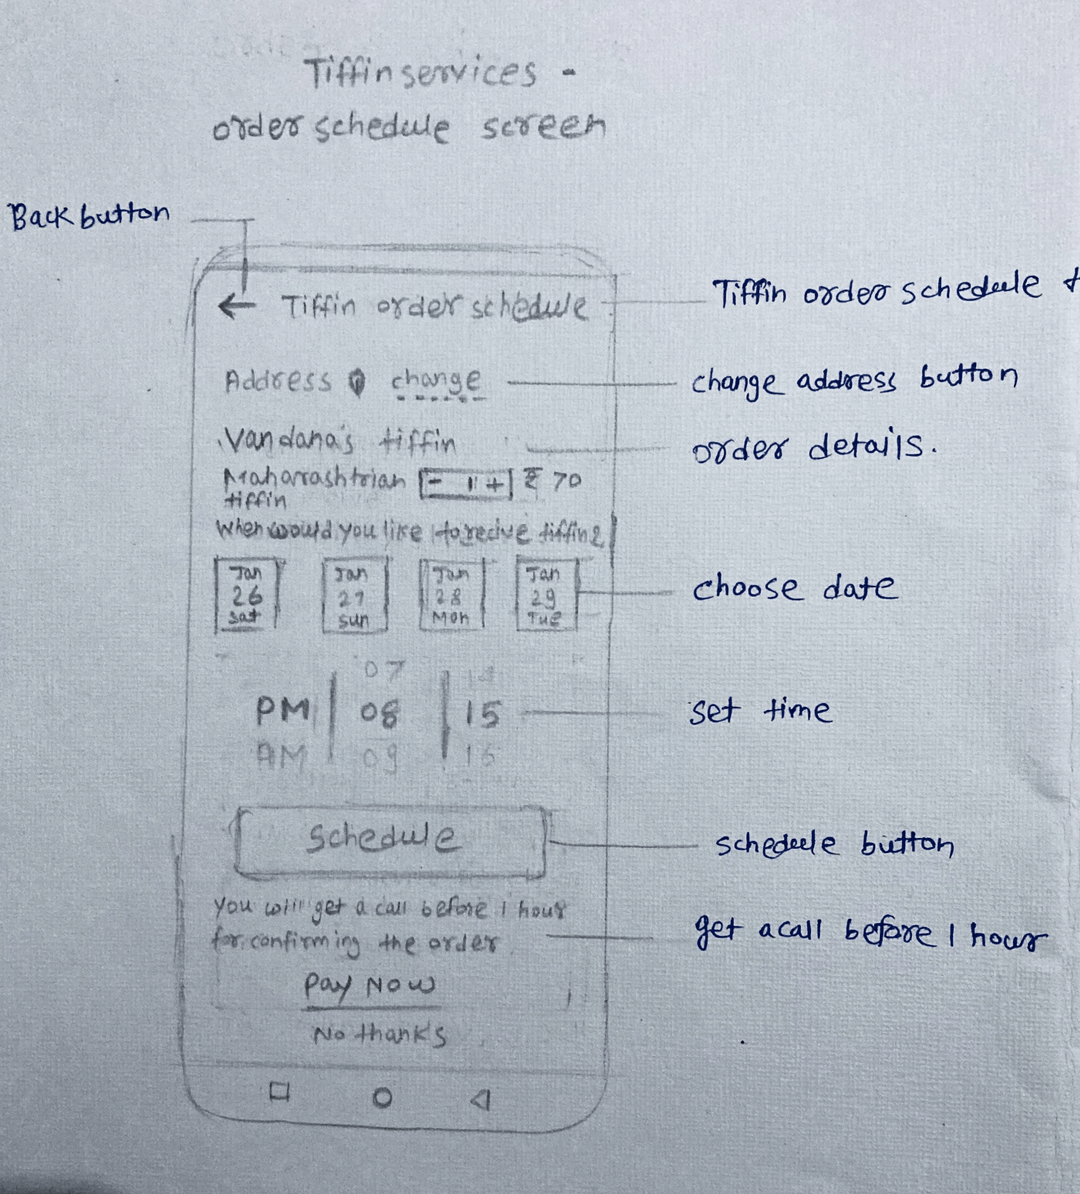 Tiffin services -
order schedule screen
Back button
← Tiffin order schedule
Tiffin order schedule
Address change
change address button
Vandana's tiffin
order details.
Maharashtrian
tiffin
- 1 + ₹ 70
When would you like to recive tiffin?
Jan Jan Jan Jan
26 27 28 29
Sat Sun Mon Tue
choose date
07 14
PM 08 15
set time
AM 09 16
Schedule
schedule button
You will get a call before 1 hour
for confirming the order
get a call before 1 hour
Pay Now
No thanks